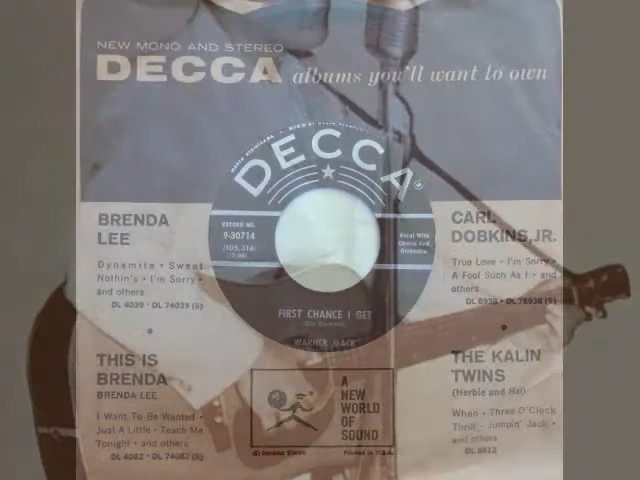 NEW MONO AND STEREO
DECCA albums you'll want to own
DECCA
RECORD NO.
9-30714
Vocal With
Chorus And
Orchestra
FIRST CHANCE I GET
WARNER MACK
BRENDA
LEE
Dynamite • Sweet
Nothin's • I'm Sorry •
and others
DL 4039 • DL 74039 (S)
THIS IS
BRENDA
BRENDA LEE
I Want To Be Wanted •
Just A Little • Teach Me
Tonight • and others
DL 4082 • DL 74082 (S)
A
NEW
WORLD
OF
SOUND
(S) Denotes Stereo
Printed in U.S.A.
CARL
DOBKINS, JR.
True Love • I'm Sorry •
A Fool Such As I • and
others
DL 8938 • DL 78938 (S)
THE KALIN
TWINS
(Herbie and Hal)
When • Three O'Clock
Thrill • Jumpin' Jack •
and others
DL 8812